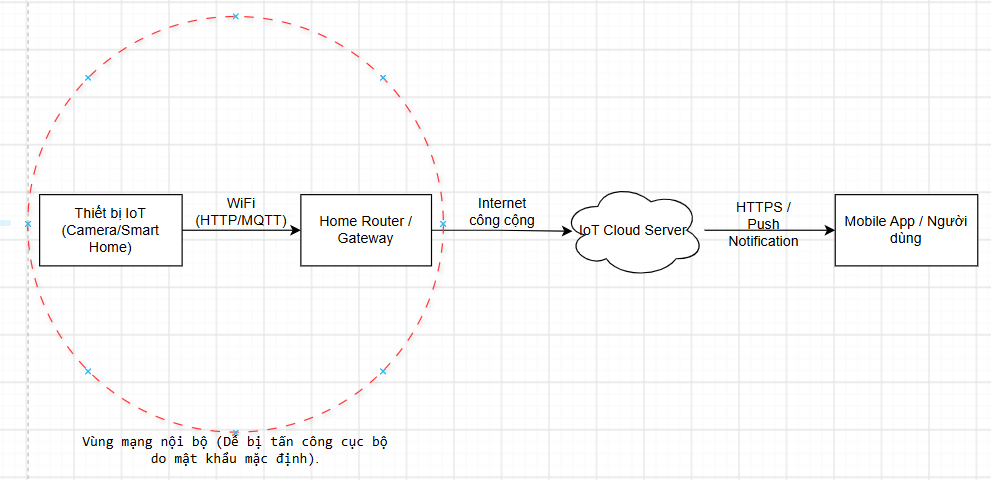 Thiết bị IoT
(Camera/Smart
Home)
WiFi
(HTTP/MQTT)
Home Router /
Gateway
Internet
công cộng
IoT Cloud Server
HTTPS /
Push
Notification
Mobile App / Người
dùng
Vùng mạng nội bộ (Dễ bị tấn công cục bộ
do mật khẩu mặc định).